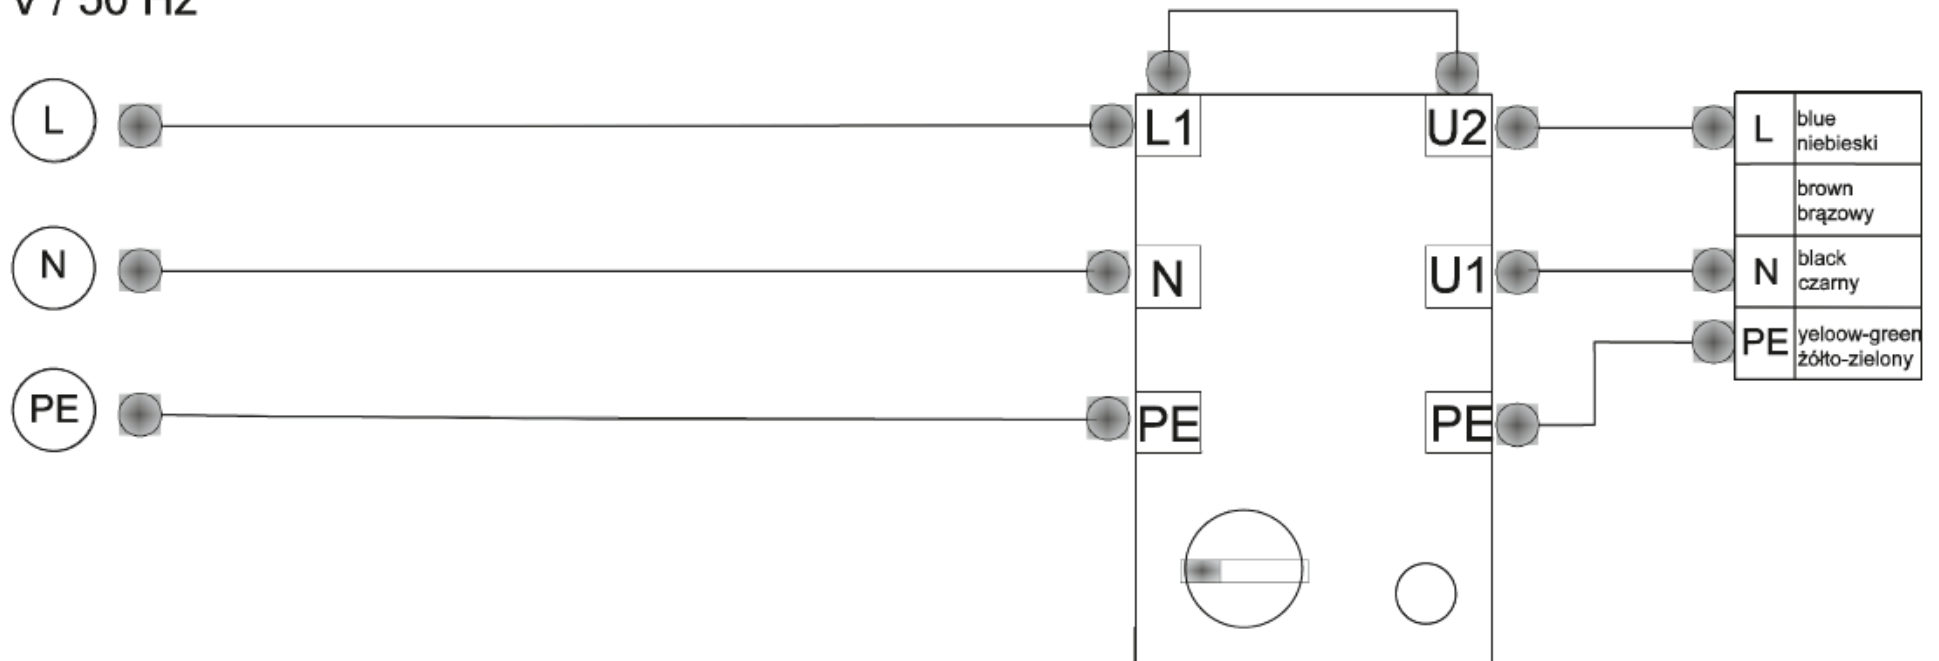 V / 50 Hz
L
L1
U2
L
blue
niebieski
brown
brązowy
N
N
U1
N
black
czarny
PE
yeloow-green
żółto-zielony
PE
PE
PE